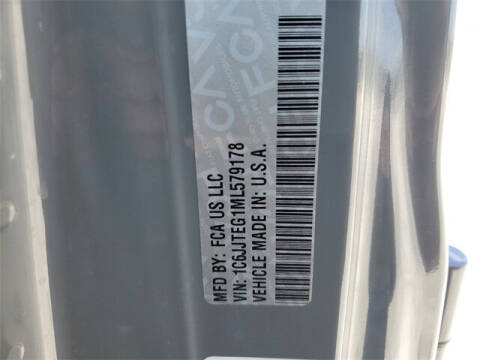 MFD BY: FCA US LLC
VIN: 1C6JJTEG1ML579178
VEHICLE MADE IN: U.S.A.